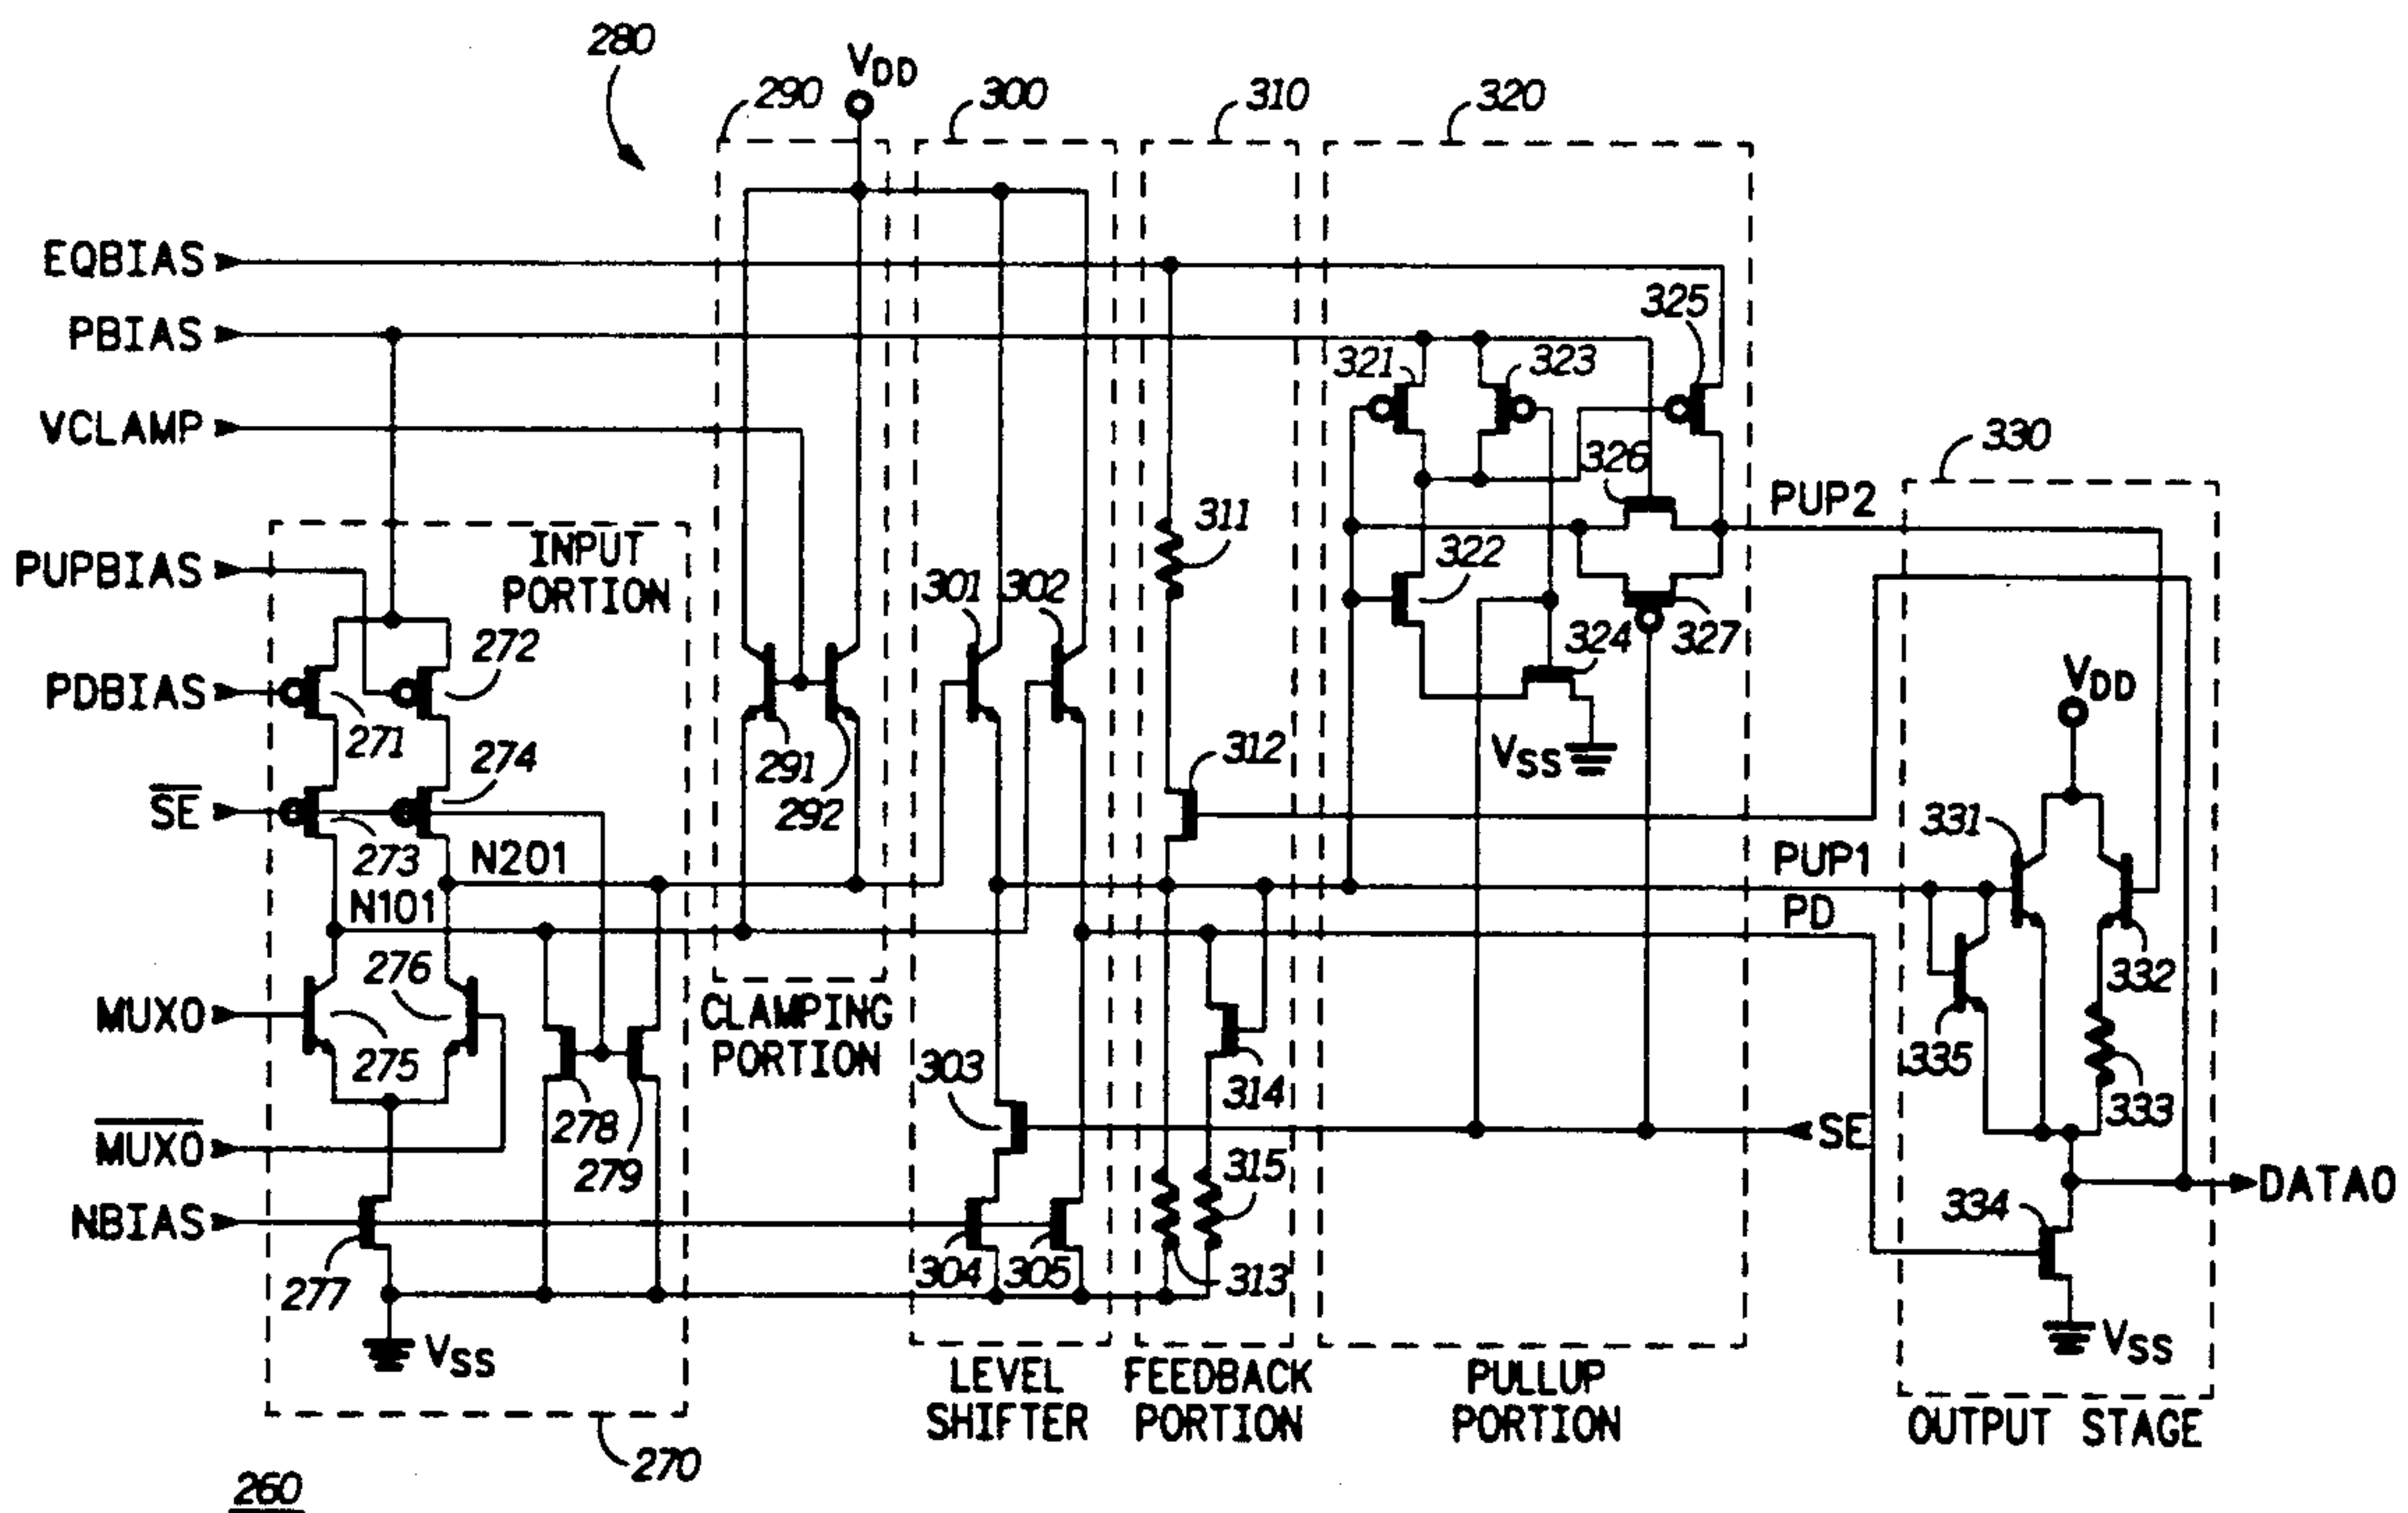 280
VDD
290
300
310
320
EQBIAS
325
PBIAS
321
323
VCLAMP
330
326
PUP2
INPUT
PORTION
PUPBIAS
311
322
301
302
272
324
327
VDD
PDBIAS
271
291
312
VSS
274
SE
292
331
273
N201
PUP1
N101
PD
276
332
MUX0
CLAMPING
PORTION
275
335
303
314
278
333
MUX0
SE
279
315
DATA0
NBIAS
334
277
304
305
313
VSS
VSS
LEVEL
SHIFTER
FEEDBACK
PORTION
PULLUP
PORTION
OUTPUT STAGE
270
260